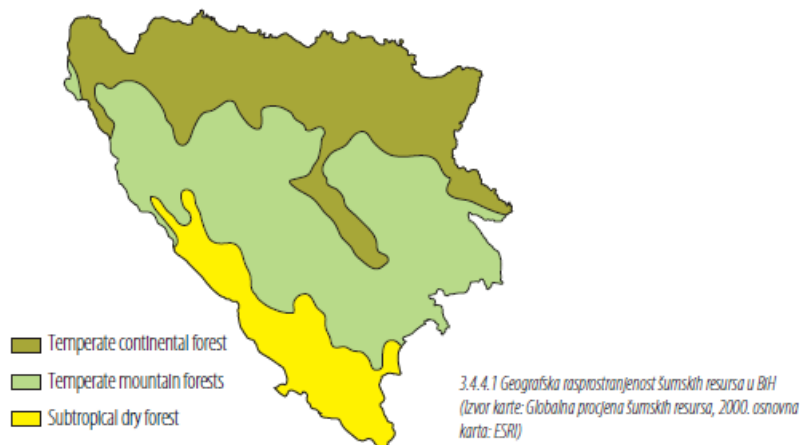 Temperate continental forest
Temperate mountain forests
Subtropical dry forest
3.4.4.1 Geografska rasprostranjenost šumskih resursa u BiH
(Izvor karte: Globalna procjena šumskih resursa, 2000. osnovna
karta: ESRI)